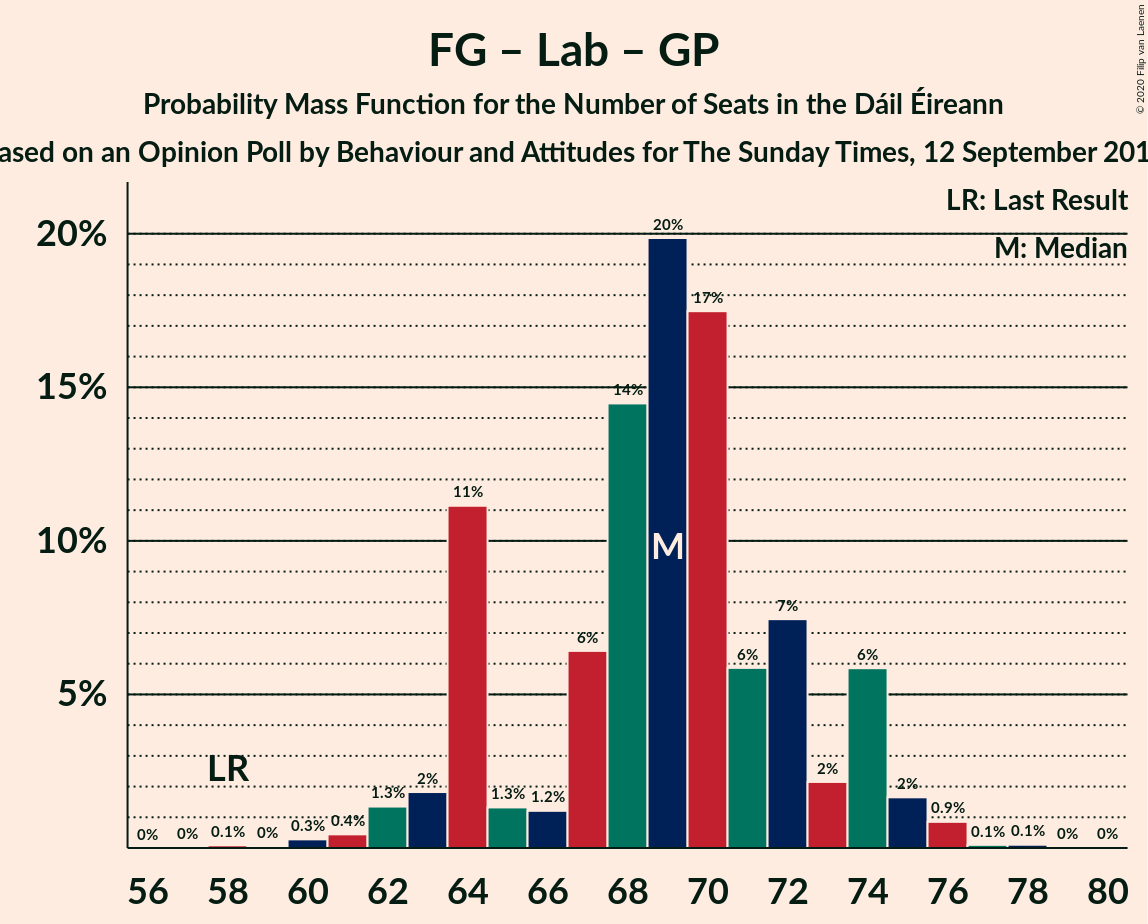 FG – Lab – GP
Probability Mass Function for the Number of Seats in the Dáil Éireann
ased on an Opinion Poll by Behaviour and Attitudes for The Sunday Times, 12 September 201
© 2020 Filip van Laenen
LR: Last Result
M: Median
20%
15%
10%
5%
0% 0% 0.1% 0% 0.3% 0.4% 1.3% 2% 11% 1.3% 1.2% 6% 14% 20% 17% 6% 7% 2% 6% 2% 0.9% 0.1% 0.1% 0% 0%
LR
M
56 58 60 62 64 66 68 70 72 74 76 78 80